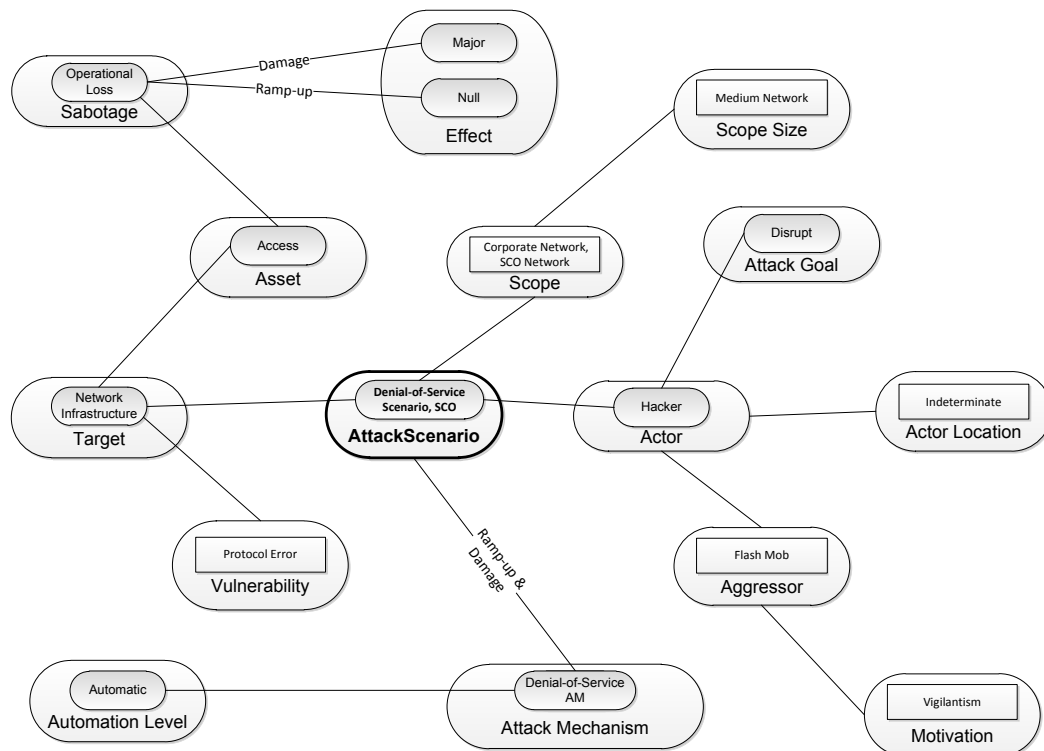 Major
Damage
Operational
Loss
Sabotage
Ramp-up
Null
Effect
Medium Network
Scope Size
Access
Asset
Corporate Network,
SCO Network
Scope
Disrupt
Attack Goal
Network
Infrastructure
Target
Denial-of-Service
Scenario, SCO
AttackScenario
Hacker
Actor
Indeterminate
Actor Location
Protocol Error
Vulnerability
Ramp-up &
Damage
Flash Mob
Aggressor
Automatic
Automation Level
Denial-of-Service
AM
Attack Mechanism
Vigilantism
Motivation